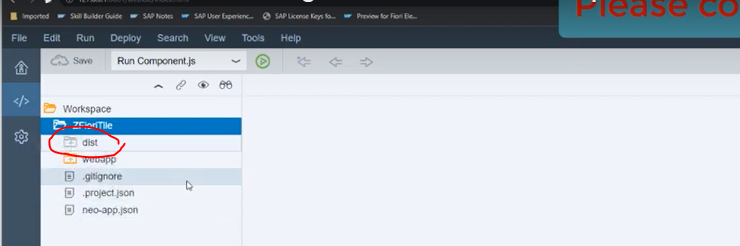 Please co
Imported Skill Builder Guide SAP Notes SAP User Experienc... SAP License Keys fo... Preview for Fiori Ele...
File Edit Run Deploy Search View Tools Help
Save Run Component.js
Workspace
ZFioriTile
dist
webapp
.gitignore
.project.json
neo-app.json